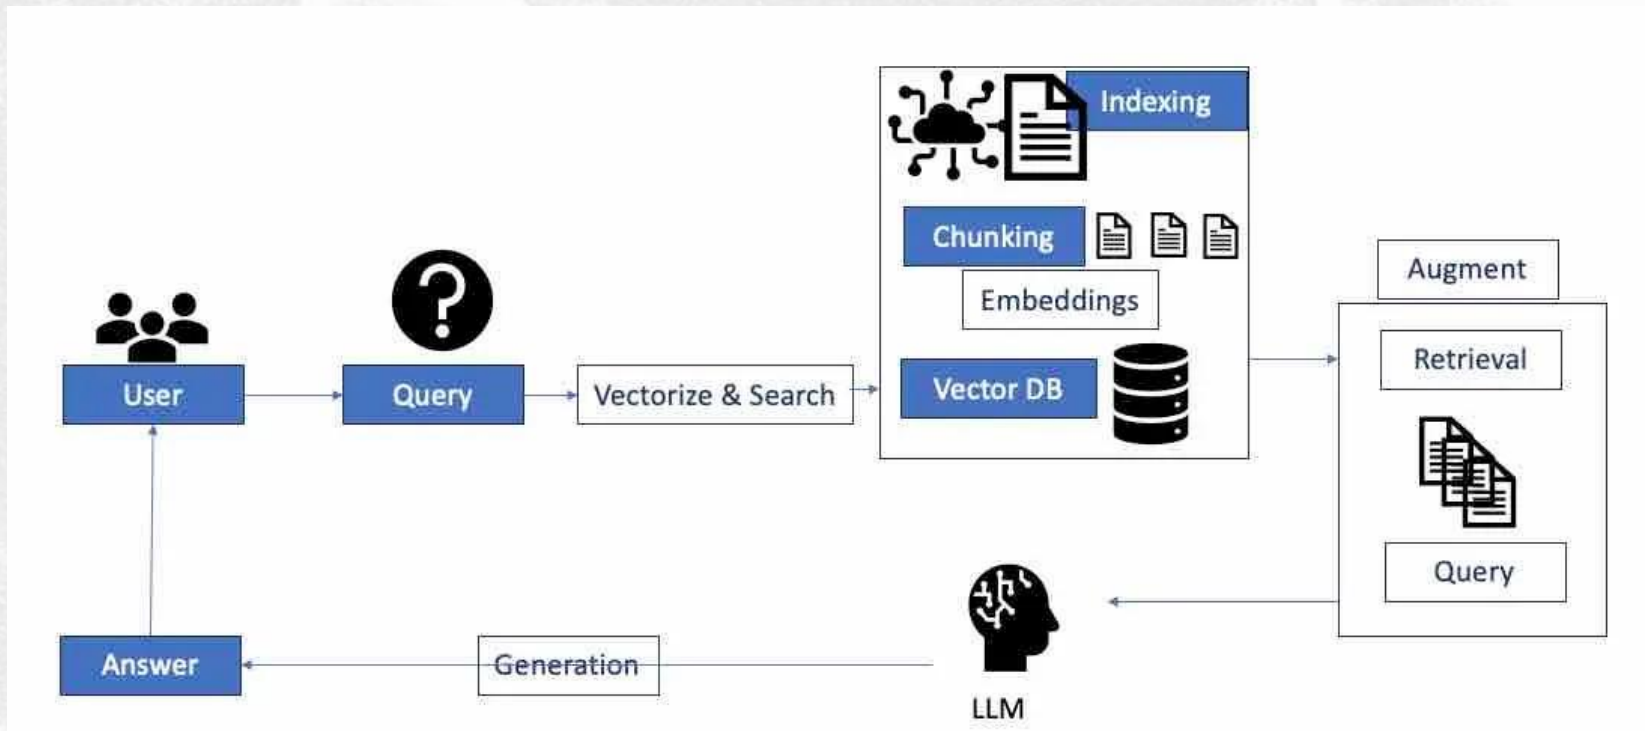 Indexing
Chunking
Embeddings
Vector DB
User
Query
Vectorize & Search
Augment
Retrieval
Query
LLM
Generation
Answer